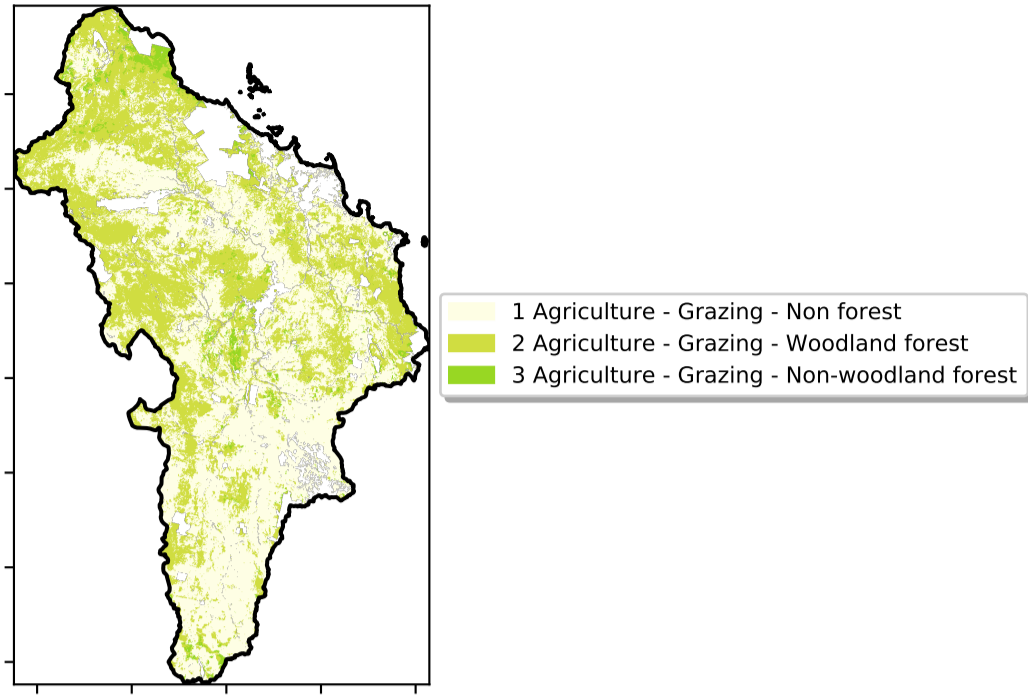 1 Agriculture - Grazing - Non forest
2 Agriculture - Grazing - Woodland forest
3 Agriculture - Grazing - Non-woodland forest